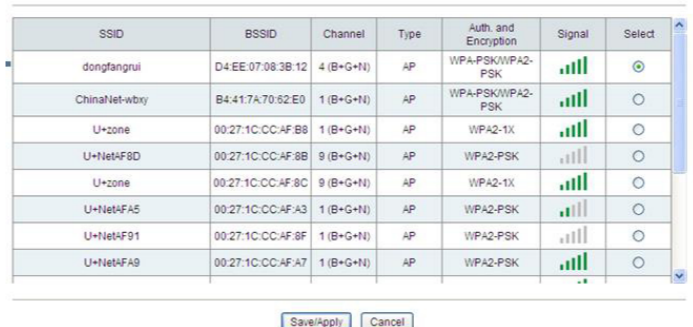 SSID BSSID Channel Type Auth. and Encryption Signal Select
dongfangrui D4:EE:07:08:3B:12 4 (B+G+N) AP WPA-PSK/WPA2-PSK
ChinaNet-wbxy B4:41:7A:70:62:E0 1 (B+G+N) AP WPA-PSK/WPA2-PSK
U+zone 00:27:1C:CC:AF:B8 1 (B+G+N) AP WPA2-1X
U+NetAF8D 00:27:1C:CC:AF:8B 9 (B+G+N) AP WPA2-PSK
U+zone 00:27:1C:CC:AF:8C 9 (B+G+N) AP WPA2-1X
U+NetAFA5 00:27:1C:CC:AF:A3 1 (B+G+N) AP WPA2-PSK
U+NetAF91 00:27:1C:CC:AF:8F 1 (B+G+N) AP WPA2-PSK
U+NetAFA9 00:27:1C:CC:AF:A7 1 (B+G+N) AP WPA2-PSK
Save/Apply Cancel